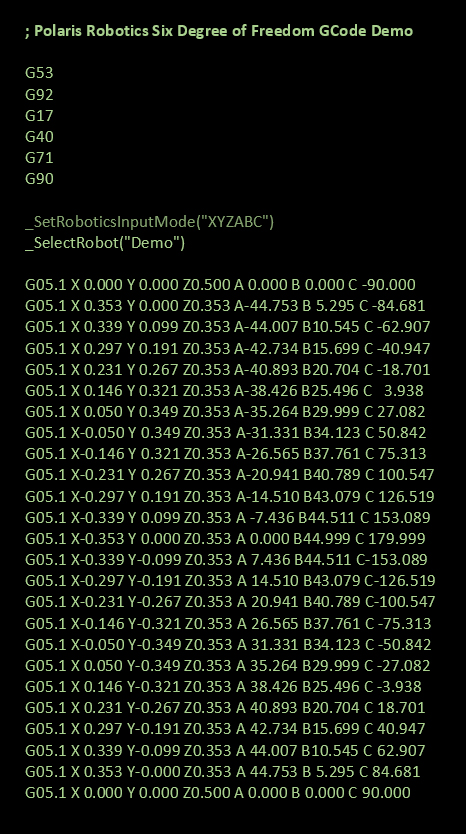 ; Polaris Robotics Six Degree of Freedom GCode Demo
G53
G92
G17
G40
G71
G90
_SetRoboticsInputMode("XYZABC")
_SelectRobot("Demo")
G05.1 X 0.000 Y 0.000 Z0.500 A 0.000 B 0.000 C -90.000
G05.1 X 0.353 Y 0.000 Z0.353 A-44.753 B 5.295 C -84.681
G05.1 X 0.339 Y 0.099 Z0.353 A-44.007 B10.545 C -62.907
G05.1 X 0.297 Y 0.191 Z0.353 A-42.734 B15.699 C -40.947
G05.1 X 0.231 Y 0.267 Z0.353 A-40.893 B20.704 C -18.701
G05.1 X 0.146 Y 0.321 Z0.353 A-38.426 B25.496 C   3.938
G05.1 X 0.050 Y 0.349 Z0.353 A-35.264 B29.999 C 27.082
G05.1 X-0.050 Y 0.349 Z0.353 A-31.331 B34.123 C 50.842
G05.1 X-0.146 Y 0.321 Z0.353 A-26.565 B37.761 C 75.313
G05.1 X-0.231 Y 0.267 Z0.353 A-20.941 B40.789 C 100.547
G05.1 X-0.297 Y 0.191 Z0.353 A-14.510 B43.079 C 126.519
G05.1 X-0.339 Y 0.099 Z0.353 A -7.436 B44.511 C 153.089
G05.1 X-0.353 Y 0.000 Z0.353 A 0.000 B44.999 C 179.999
G05.1 X-0.339 Y-0.099 Z0.353 A 7.436 B44.511 C-153.089
G05.1 X-0.297 Y-0.191 Z0.353 A 14.510 B43.079 C-126.519
G05.1 X-0.231 Y-0.267 Z0.353 A 20.941 B40.789 C-100.547
G05.1 X-0.146 Y-0.321 Z0.353 A 26.565 B37.761 C -75.313
G05.1 X-0.050 Y-0.349 Z0.353 A 31.331 B34.123 C -50.842
G05.1 X 0.050 Y-0.349 Z0.353 A 35.264 B29.999 C -27.082
G05.1 X 0.146 Y-0.321 Z0.353 A 38.426 B25.496 C -3.938
G05.1 X 0.231 Y-0.267 Z0.353 A 40.893 B20.704 C 18.701
G05.1 X 0.297 Y-0.191 Z0.353 A 42.734 B15.699 C 40.947
G05.1 X 0.339 Y-0.099 Z0.353 A 44.007 B10.545 C 62.907
G05.1 X 0.353 Y-0.000 Z0.353 A 44.753 B 5.295 C 84.681
G05.1 X 0.000 Y 0.000 Z0.500 A 0.000 B 0.000 C 90.000